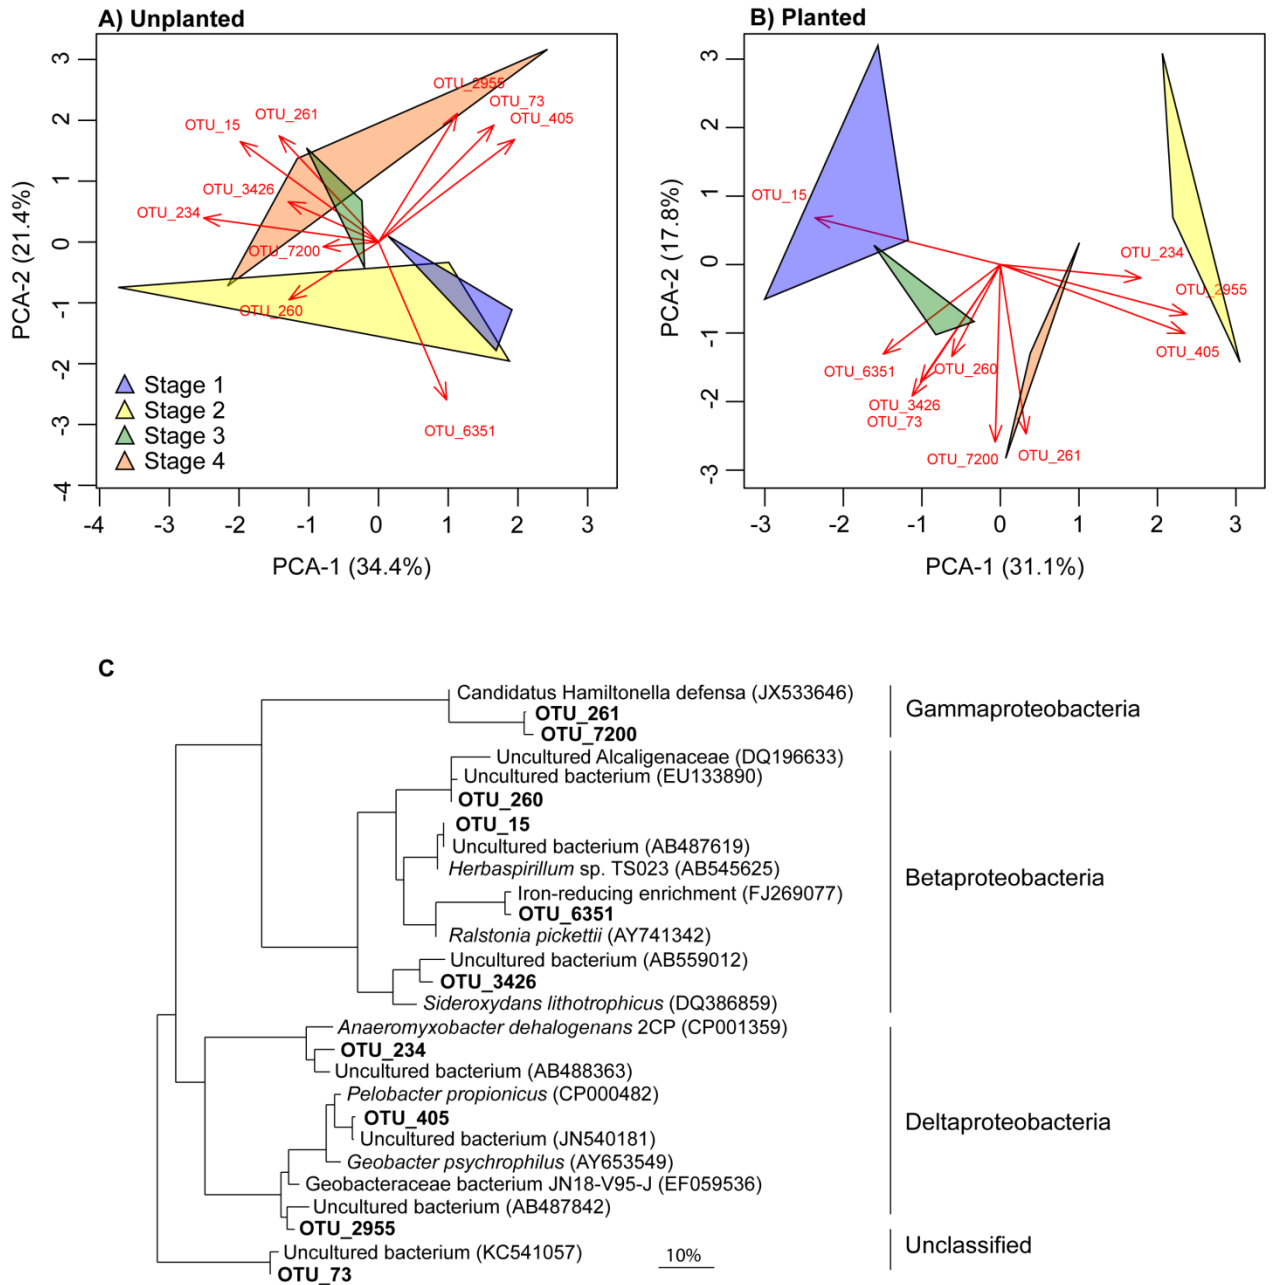 A) Unplanted
B) Planted
OTU_2955
OTU_73
OTU_405
OTU_261
OTU_15
OTU_3426
OTU_234
OTU_7200
OTU_260
OTU_6351
Stage 1
Stage 2
Stage 3
Stage 4
3
2
1
0
-1
-2
-3
-4
PCA-2 (21.4%)
-4 -3 -2 -1 0 1 2 3
PCA-1 (34.4%)
OTU_15
OTU_234
OTU_2955
OTU_405
OTU_6351
OTU_260
OTU_3426
OTU_73
OTU_7200
OTU_261
3
2
1
0
-1
-2
-3
PCA-2 (17.8%)
-3 -2 -1 0 1 2 3
PCA-1 (31.1%)
C
Candidatus Hamiltonella defensa (JX533646)
OTU_261
OTU_7200
Gammaproteobacteria
Uncultured Alcaligenaceae (DQ196633)
Uncultured bacterium (EU133890)
OTU_260
OTU_15
Uncultured bacterium (AB487619)
Herbaspirillum sp. TS023 (AB545625)
Iron-reducing enrichment (FJ269077)
OTU_6351
Ralstonia pickettii (AY741342)
Uncultured bacterium (AB559012)
OTU_3426
Sideroxydans lithotrophicus (DQ386859)
Betaproteobacteria
Anaeromyxobacter dehalogenans 2CP (CP001359)
OTU_234
Uncultured bacterium (AB488363)
Pelobacter propionicus (CP000482)
OTU_405
Uncultured bacterium (JN540181)
Geobacter psychrophilus (AY653549)
Geobacteraceae bacterium JN18-V95-J (EF059536)
Uncultured bacterium (AB487842)
OTU_2955
Deltaproteobacteria
Uncultured bacterium (KC541057)
OTU_73
Unclassified
10%